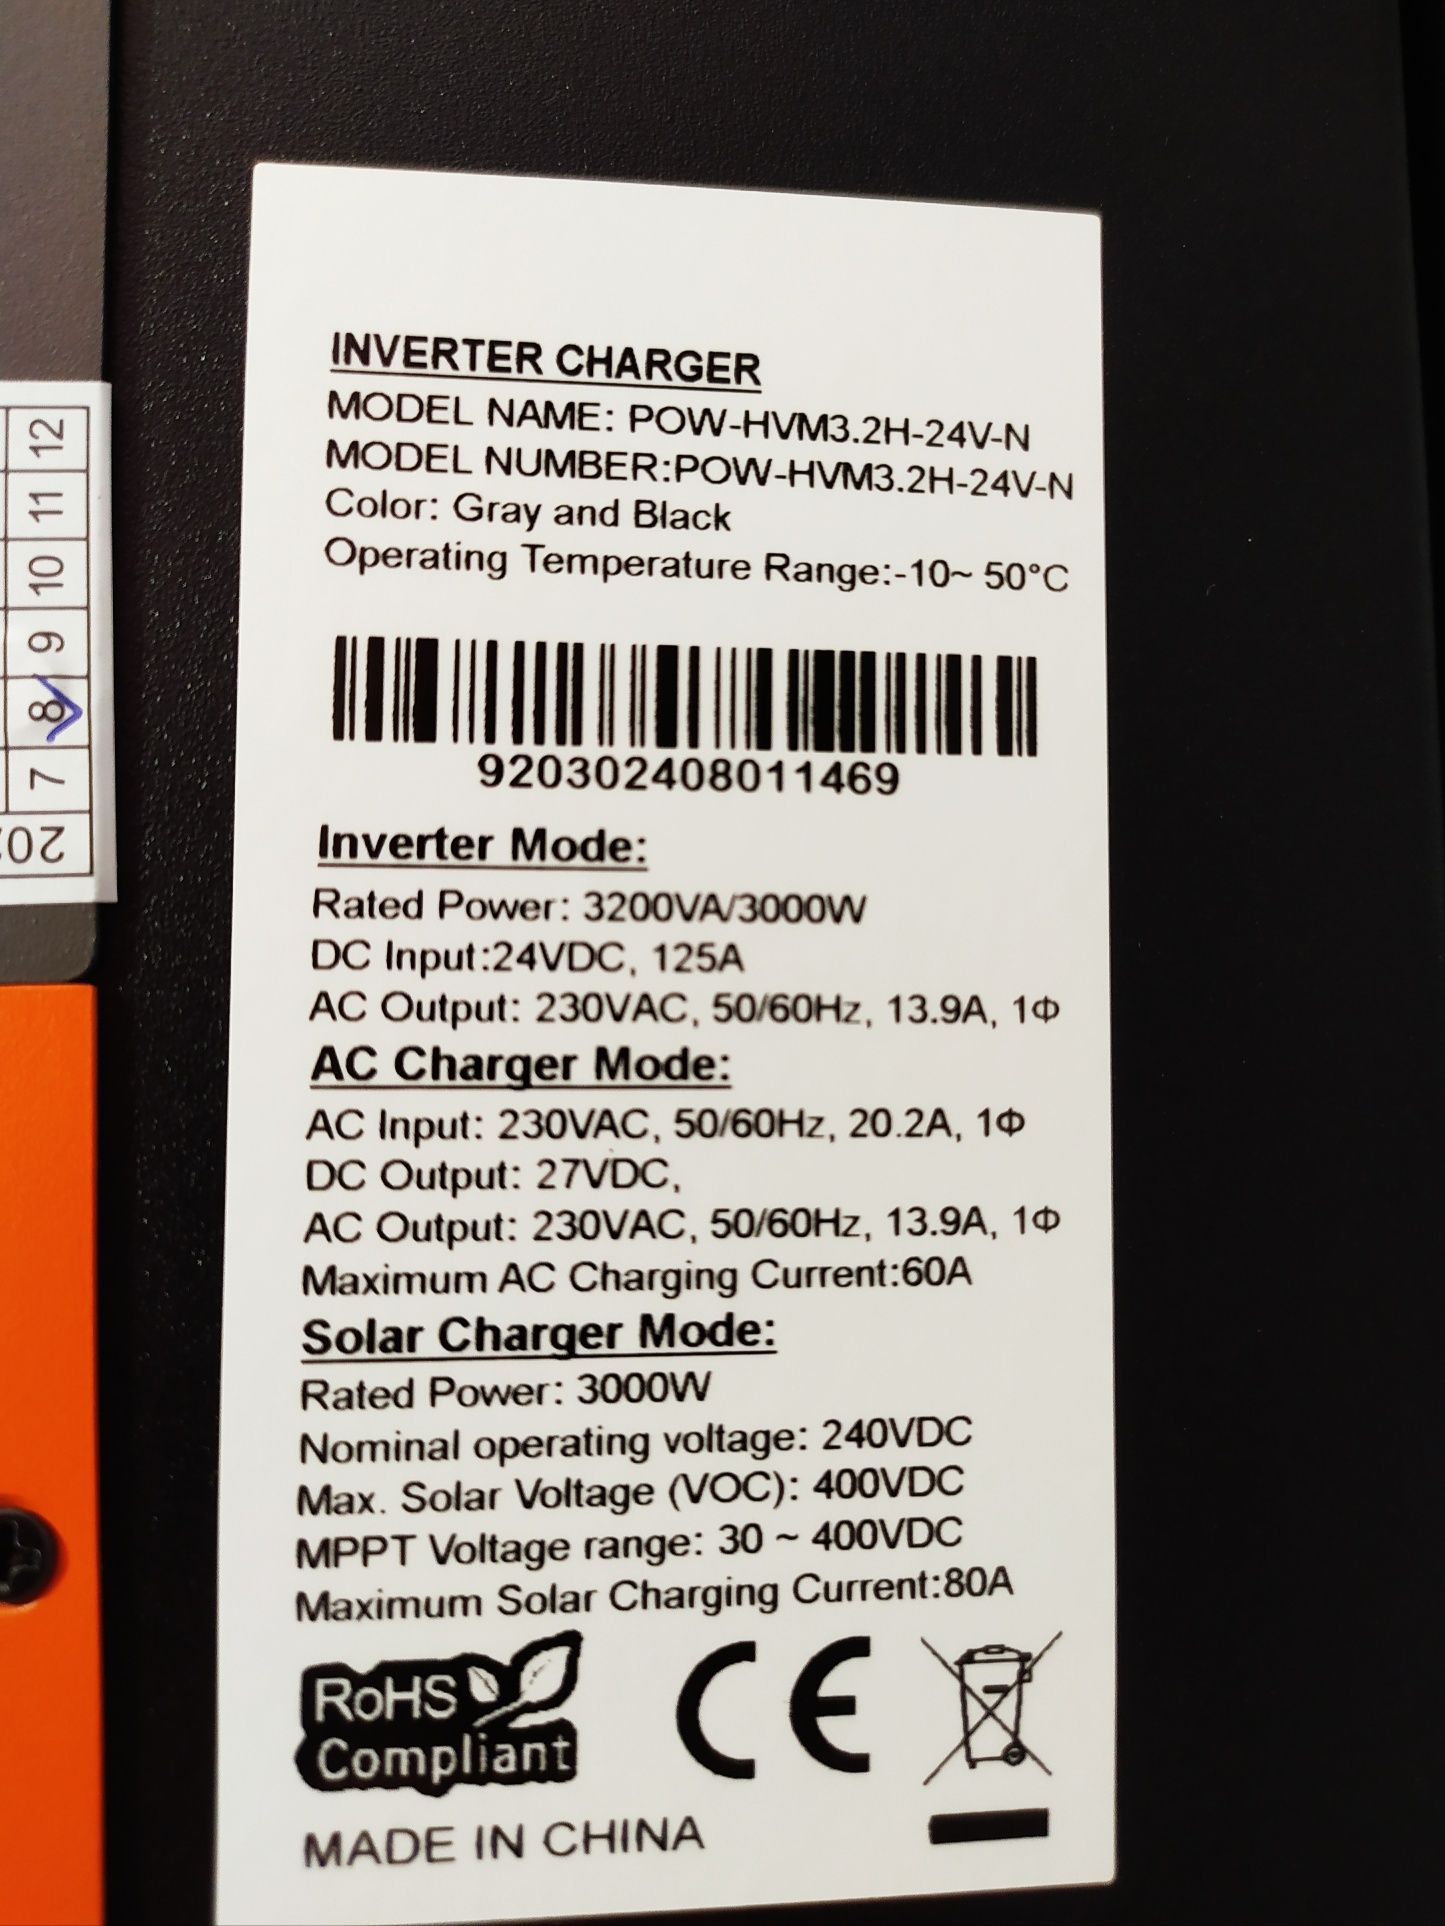 INVERTER CHARGER
MODEL NAME: POW-HVM3.2H-24V-N
MODEL NUMBER:POW-HVM3.2H-24V-N
Color: Gray and Black
Operating Temperature Range:-10~ 50°C
920302408011469
Inverter Mode:
Rated Power: 3200VA/3000W
DC Input:24VDC, 125A
AC Output: 230VAC, 50/60Hz, 13.9A, 1Φ
AC Charger Mode:
AC Input: 230VAC, 50/60Hz, 20.2A, 1Φ
DC Output: 27VDC,
AC Output: 230VAC, 50/60Hz, 13.9A, 1Φ
Maximum AC Charging Current:60A
Solar Charger Mode:
Rated Power: 3000W
Nominal operating voltage: 240VDC
Max. Solar Voltage (VOC): 400VDC
MPPT Voltage range: 30 ~ 400VDC
Maximum Solar Charging Current:80A
RoHS
Compliant
CE
MADE IN CHINA
7 8 9 10 11 12